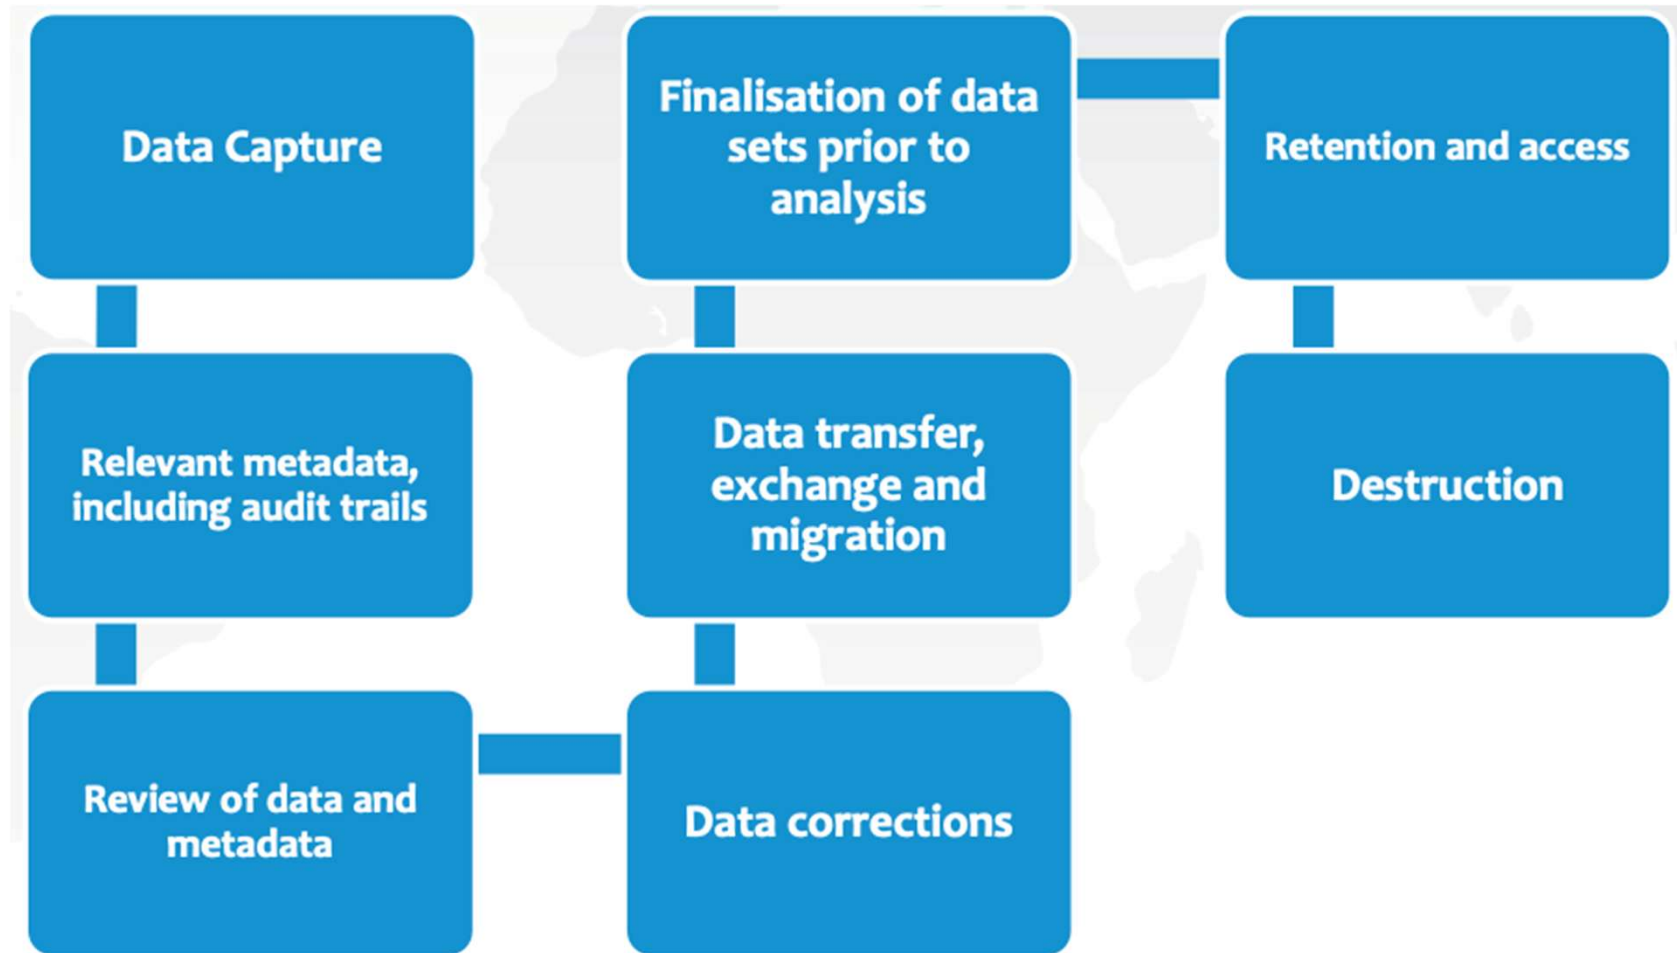 Data Capture
Relevant metadata,
including audit trails
Review of data and
metadata
Data corrections
Data transfer,
exchange and
migration
Finalisation of data
sets prior to
analysis
Retention and access
Destruction